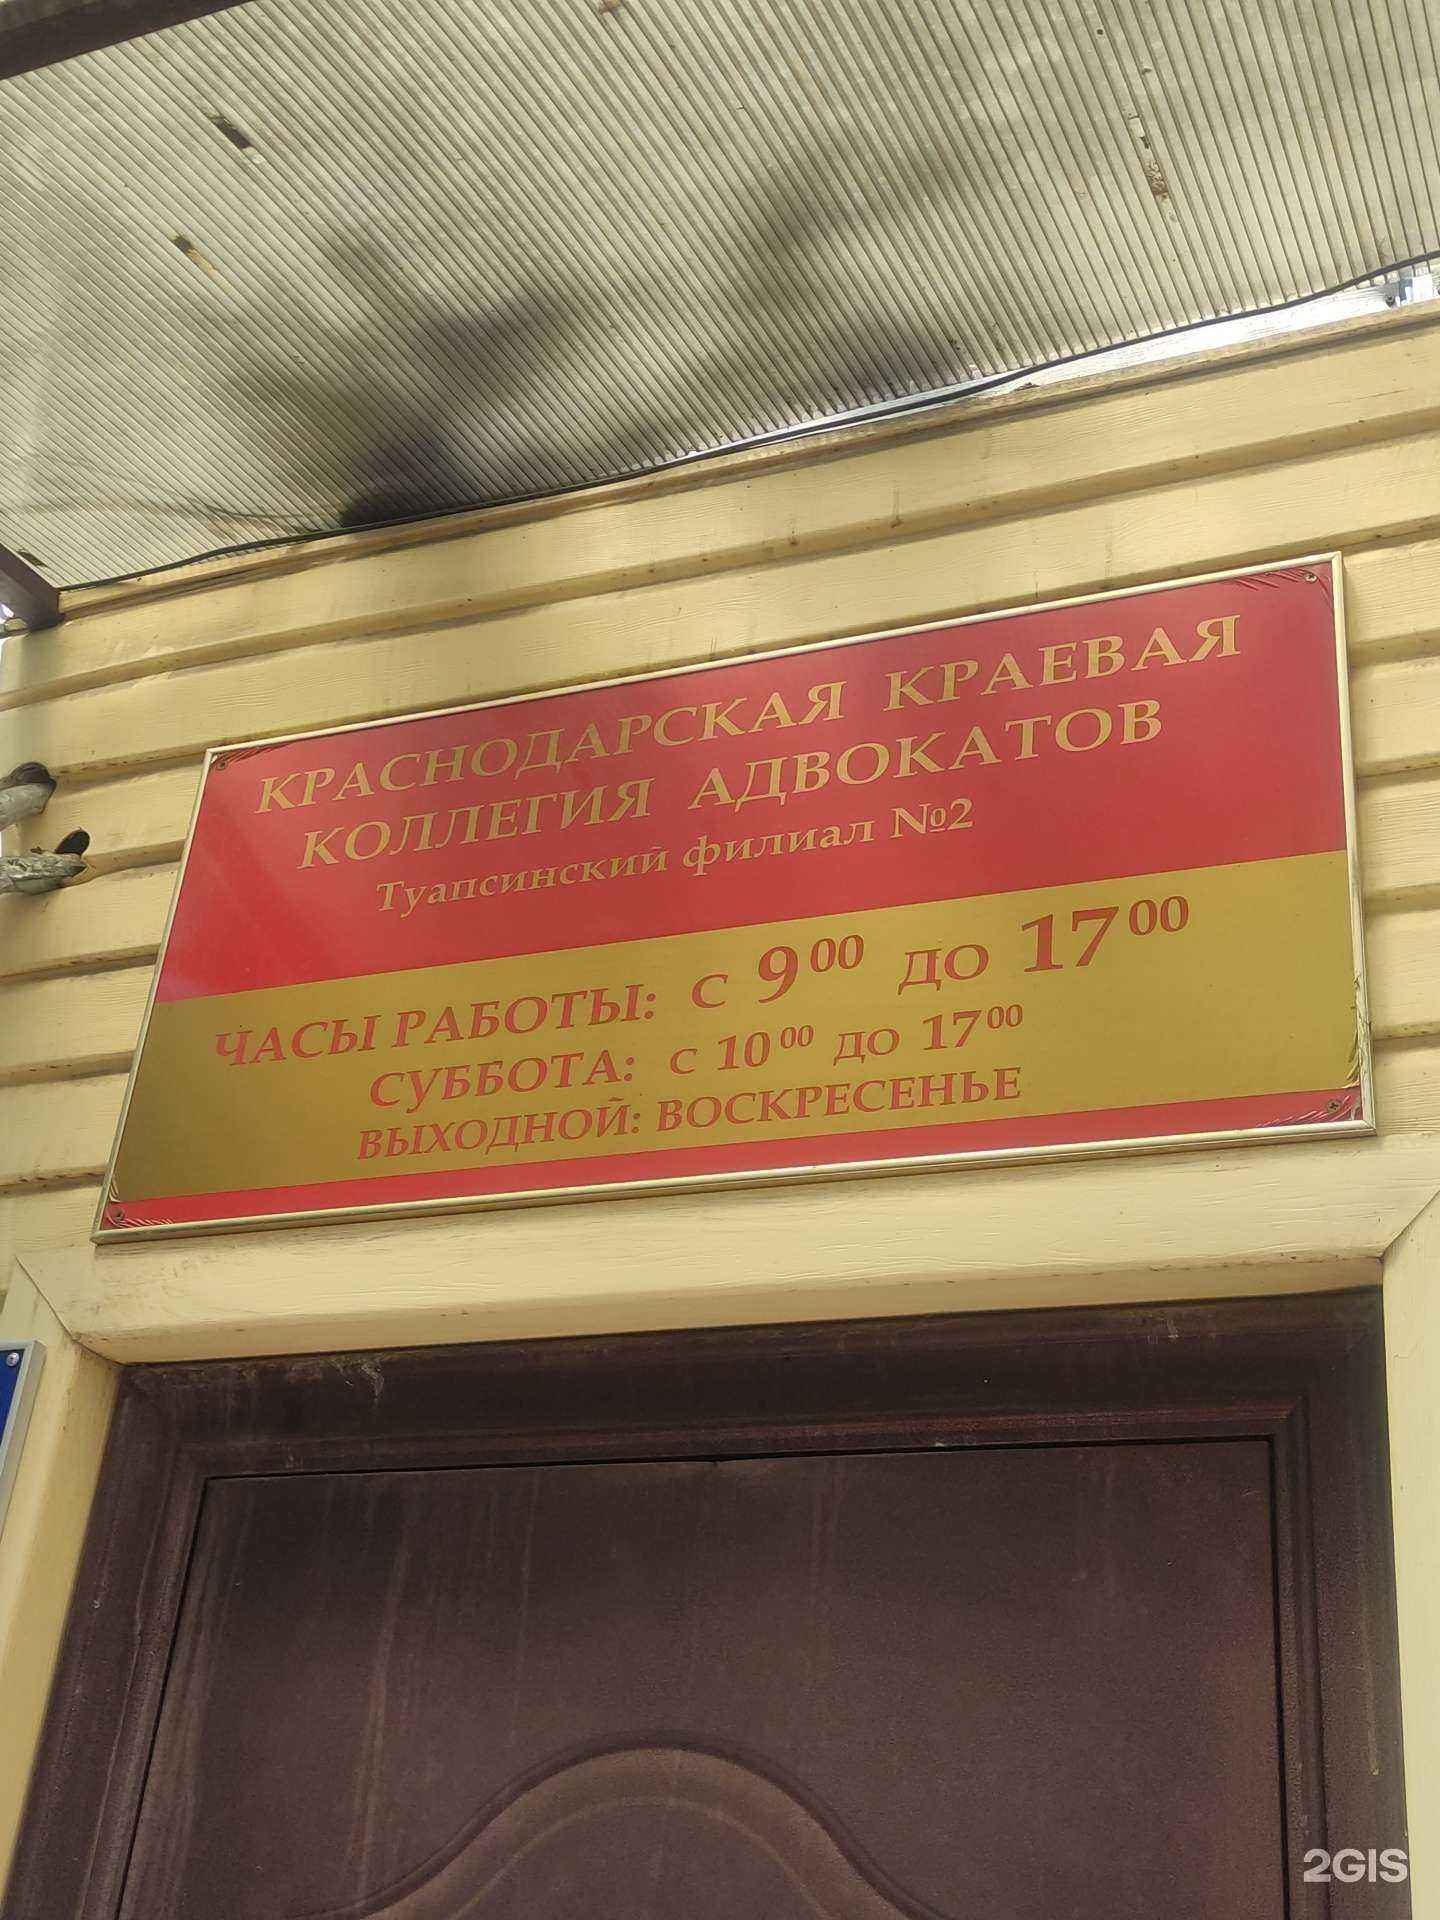 КРАСНОДАРСКАЯ КРАЕВАЯ
КОЛЛЕГИЯ АДВОКАТОВ
Туапсинский филиал №2
ЧАСЫ РАБОТЫ: С 9⁰⁰ ДО 17⁰⁰
СУББОТА: С 10⁰⁰ ДО 17⁰⁰
ВЫХОДНОЙ: ВОСКРЕСЕНЬЕ
2GIS